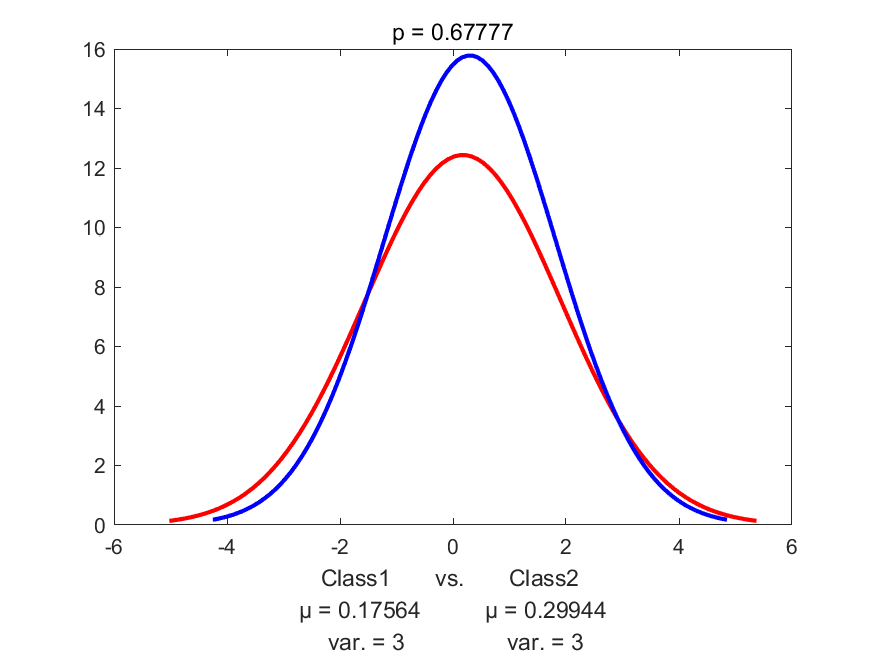 p = 0.67777
16
14
12
10
8
6
4
2
0
-6 -4 -2 0 2 4 6
Class1 vs. Class2
μ = 0.17564 μ = 0.29944
var. = 3 var. = 3